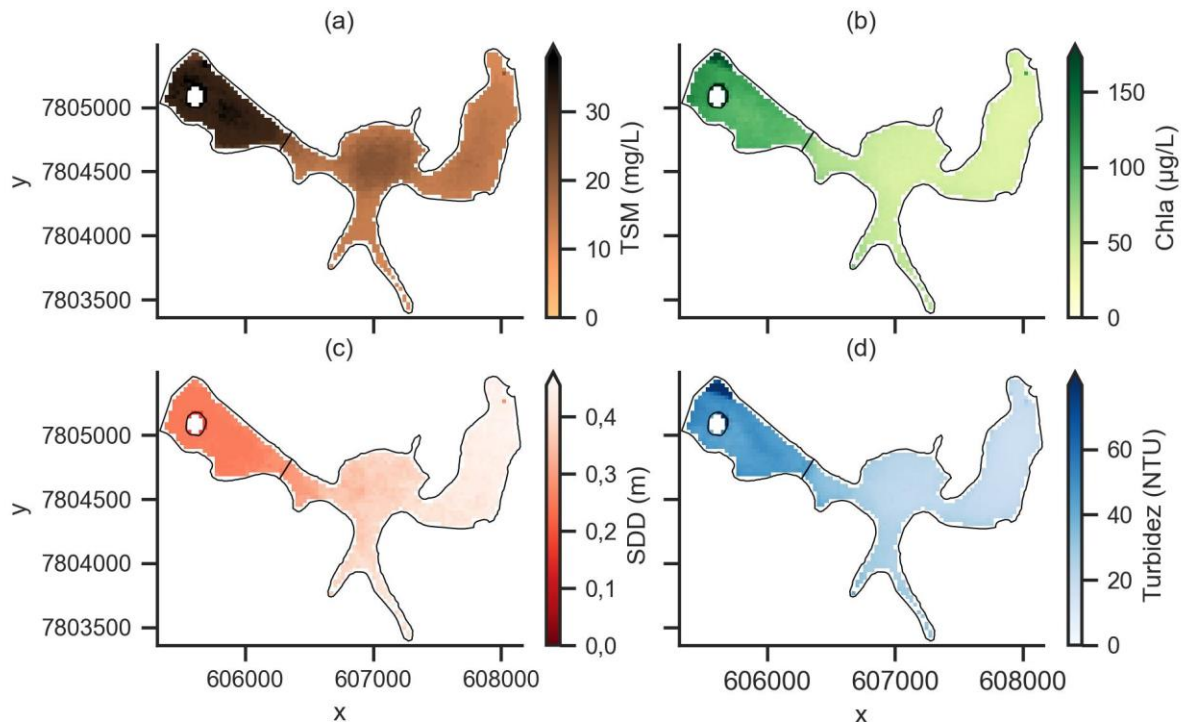 (a)
(b)
7805000
7804500
7804000
7803500
y
30
20
10
0
TSM (mg/L)
150
100
50
0
Chla (µg/L)
(c)
(d)
7805000
7804500
7804000
7803500
y
606000 607000 608000
x
0,4
0,3
0,2
0,1
0,0
SDD (m)
606000 607000 608000
x
60
40
20
0
Turbidez (NTU)